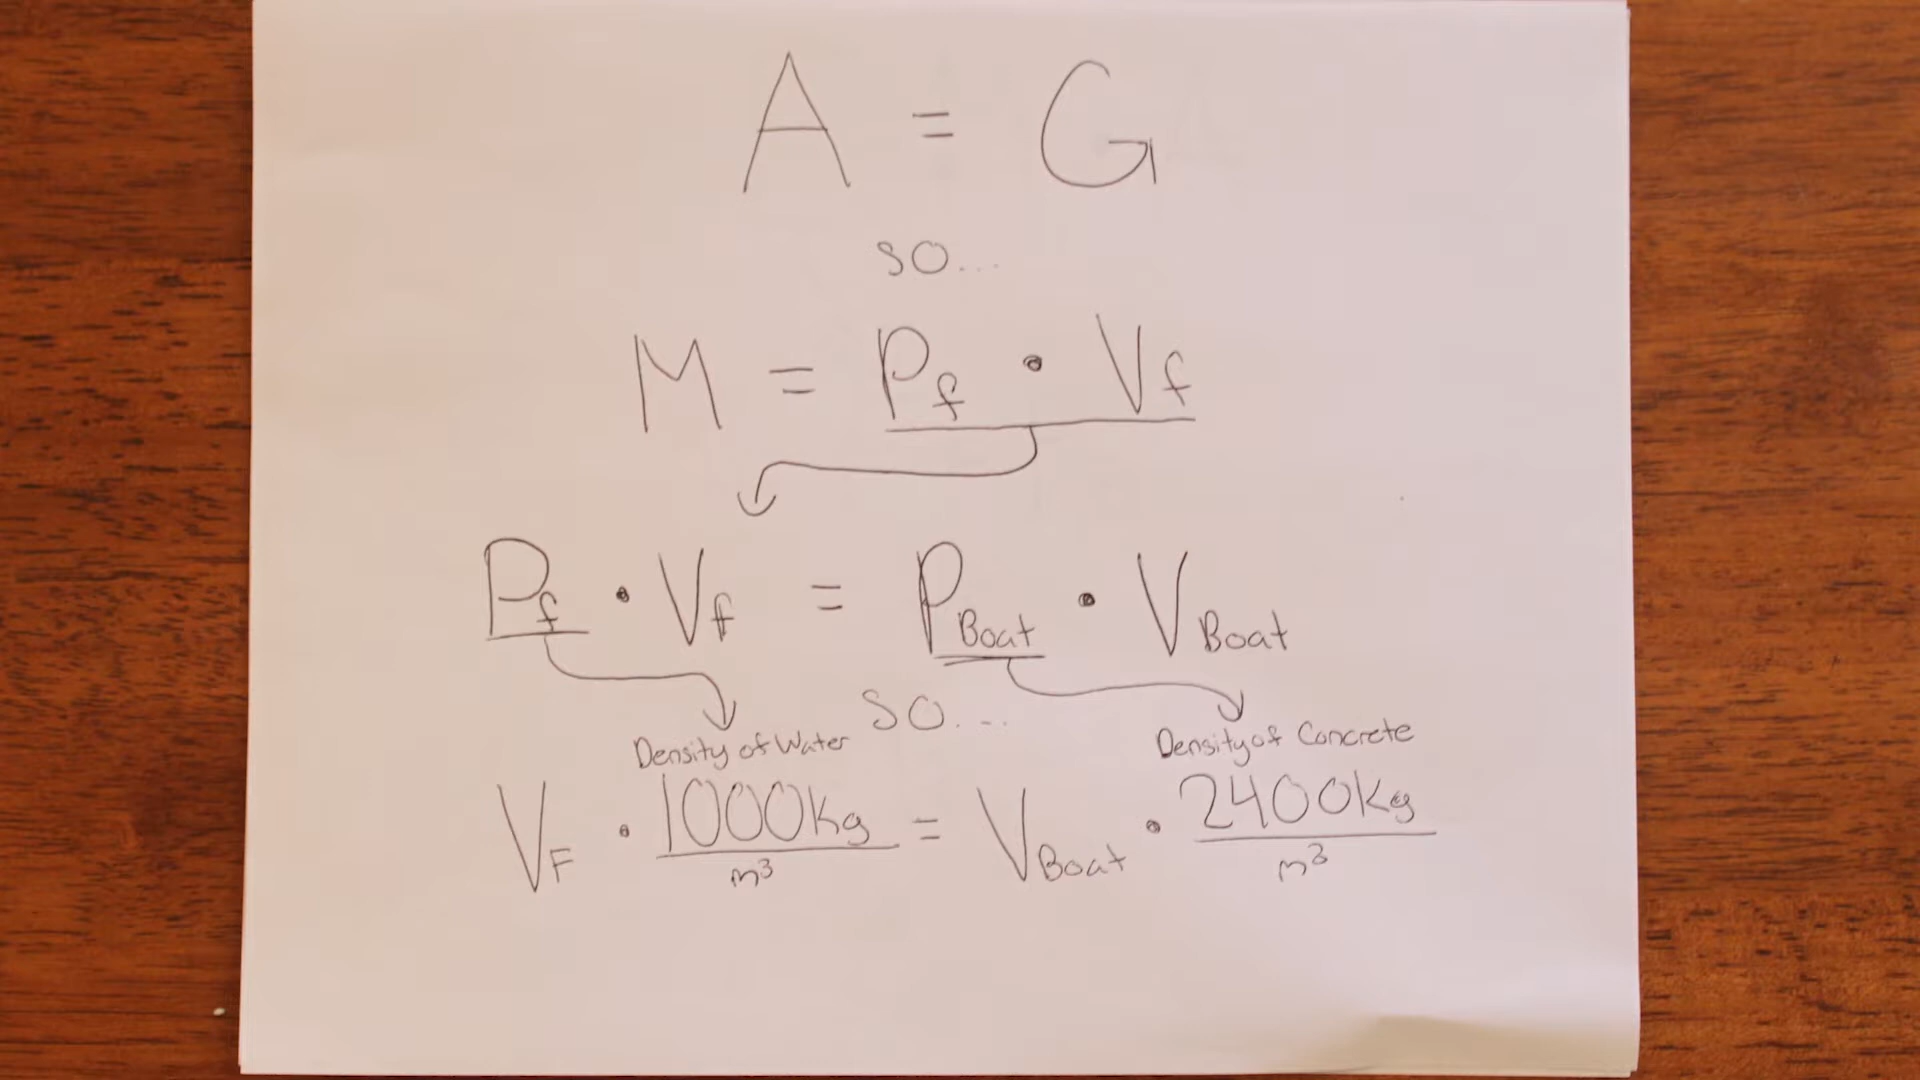 A = G
so...
M = Pf • Vf
Pf • Vf = PBoat • VBoat
so...
Density of Water
Density of Concrete
VF • 1000kg/m³ = VBoat • 2400kg/m³